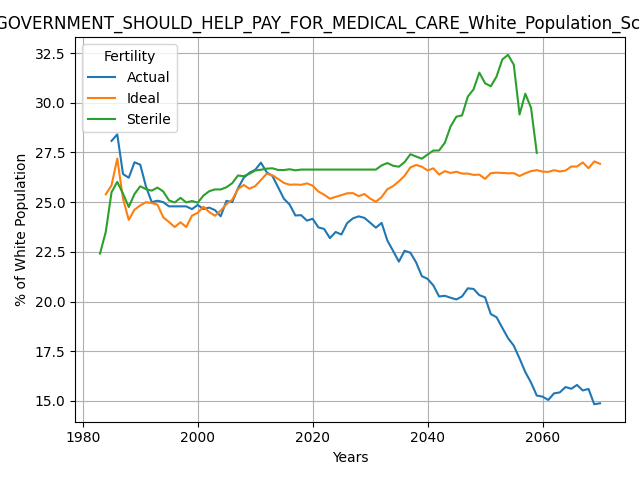 GOVERNMENT_SHOULD_HELP_PAY_FOR_MEDICAL_CARE_White_Population_Sc
Fertility
Actual
Ideal
Sterile
% of White Population
32.5
30.0
27.5
25.0
22.5
20.0
17.5
15.0
1980
2000
2020
2040
2060
Years